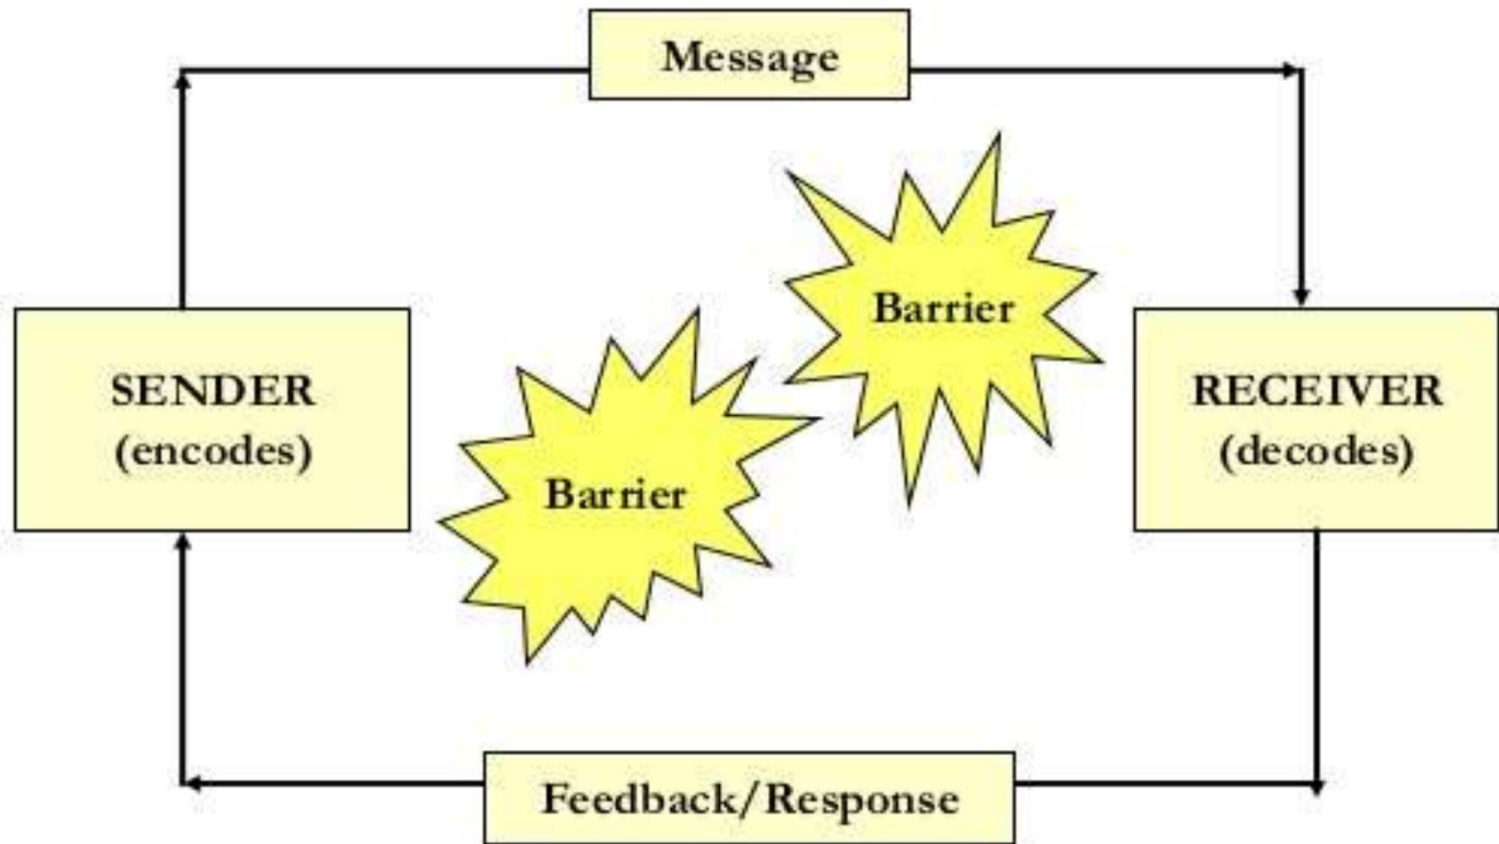 Message
Barrier
SENDER
(encodes)
RECEIVER
(decodes)
Barrier
Feedback/Response